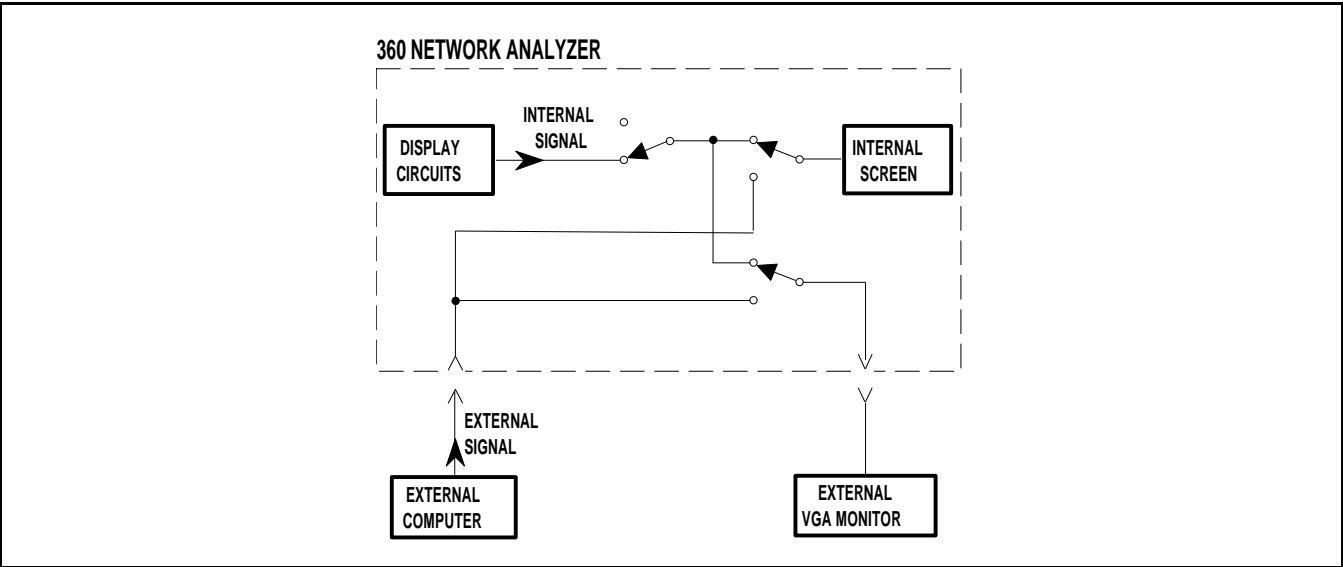 360 NETWORK ANALYZER
INTERNAL
SIGNAL
DISPLAY
CIRCUITS
INTERNAL
SCREEN
EXTERNAL
SIGNAL
EXTERNAL
COMPUTER
EXTERNAL
VGA MONITOR